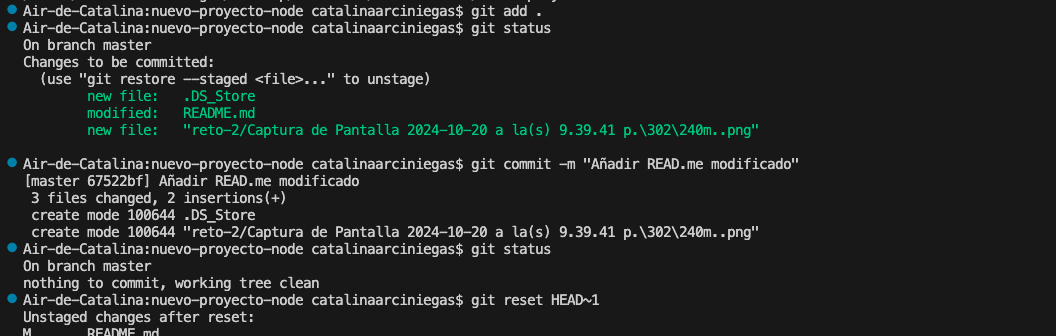 Air-de-Catalina:nuevo-proyecto-node catalinaarciniegas$ git add .
Air-de-Catalina:nuevo-proyecto-node catalinaarciniegas$ git status
On branch master
Changes to be committed:
  (use "git restore --staged <file>..." to unstage)
        new file:   .DS_Store
        modified:   README.md
        new file:   "reto-2/Captura de Pantalla 2024-10-20 a la(s) 9.39.41 p.\302\240m..png"
Air-de-Catalina:nuevo-proyecto-node catalinaarciniegas$ git commit -m "Añadir READ.me modificado"
[master 67522bf] Añadir READ.me modificado
 3 files changed, 2 insertions(+)
 create mode 100644 .DS_Store
 create mode 100644 "reto-2/Captura de Pantalla 2024-10-20 a la(s) 9.39.41 p.\302\240m..png"
Air-de-Catalina:nuevo-proyecto-node catalinaarciniegas$ git status
On branch master
nothing to commit, working tree clean
Air-de-Catalina:nuevo-proyecto-node catalinaarciniegas$ git reset HEAD~1
Unstaged changes after reset:
M       README.md